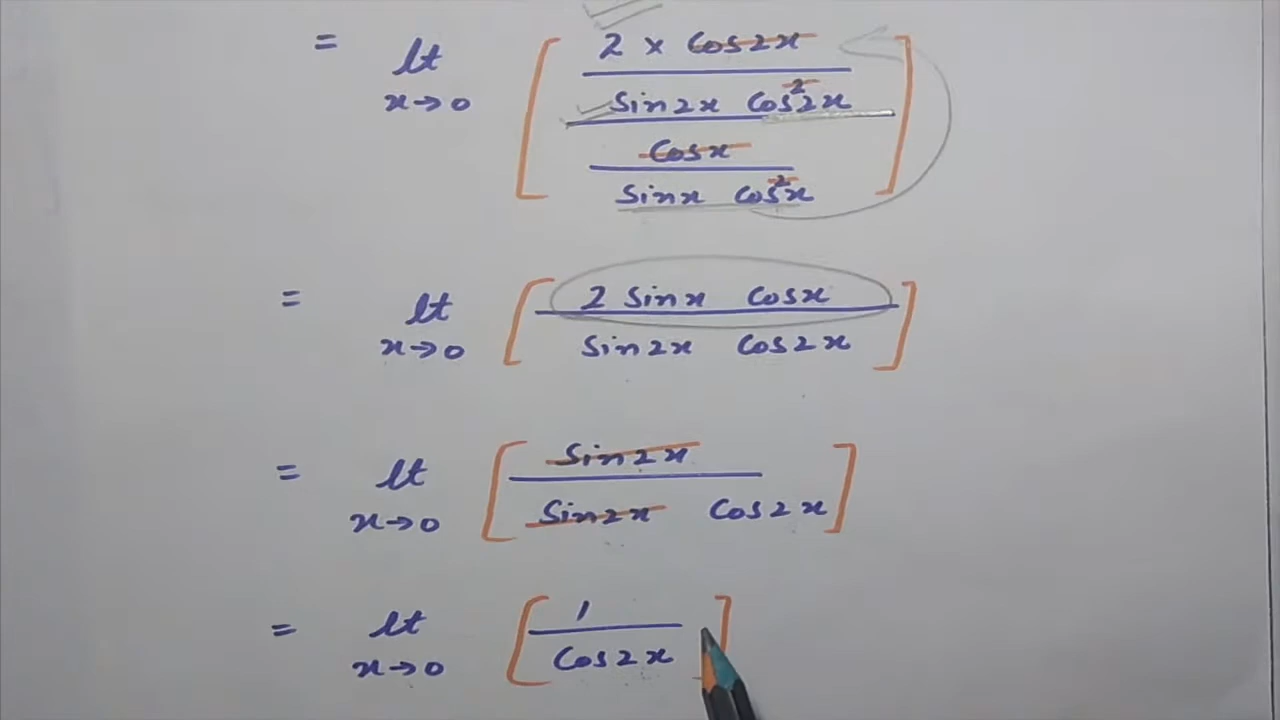 = lt [ 2 × Cos2x
x→0 Sin2x Cos²2x
Cosx
Sinx Cos²x ]
= lt [ 2 Sinx Cosx
x→0 Sin2x Cos2x ]
= lt [ Sin2x
x→0 Sin2x Cos2x ]
= lt [ 1
x→0 Cos2x ]